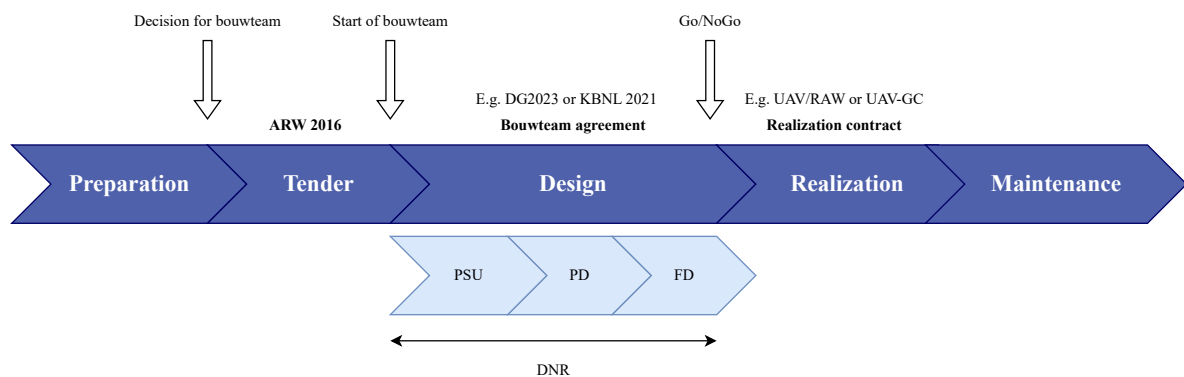 Decision for bouwteam
Start of bouwteam
Go/NoGo
E.g. DG2023 or KBNL 2021
E.g. UAV/RAW or UAV-GC
ARW 2016
Bouwteam agreement
Realization contract
Preparation
Tender
Design
Realization
Maintenance
PSU
PD
FD
DNR